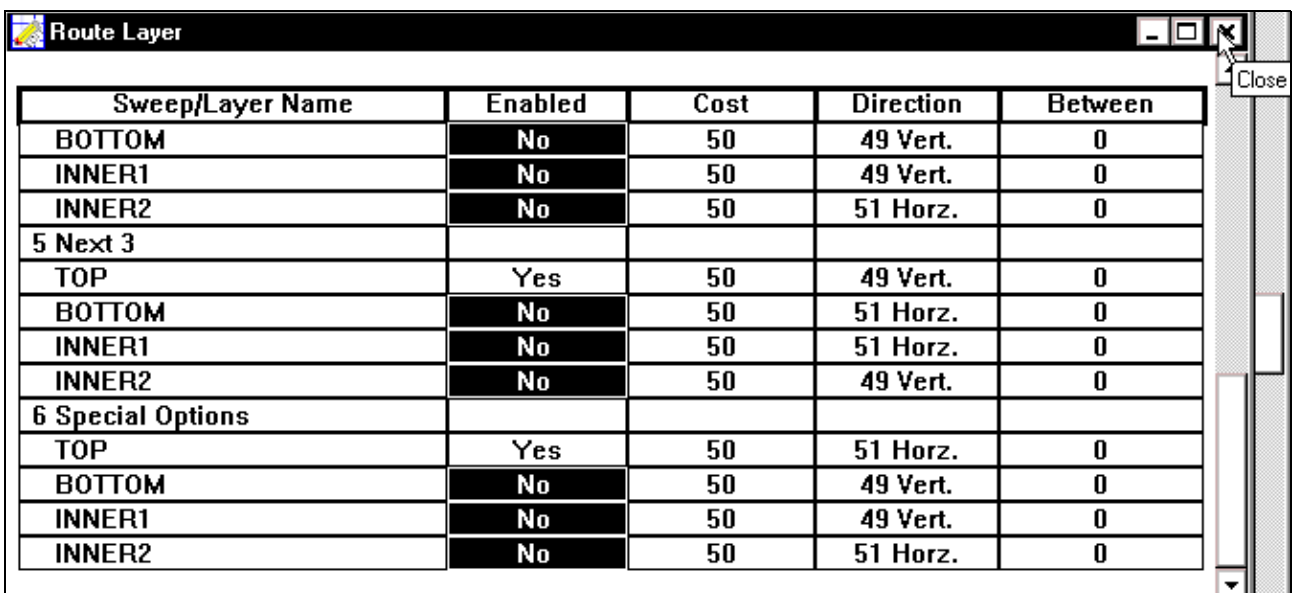 Route Layer
Close
Sweep/Layer Name Enabled Cost Direction Between
BOTTOM No 50 49 Vert. 0
INNER1 No 50 49 Vert. 0
INNER2 No 50 51 Horz. 0
5 Next 3
TOP Yes 50 49 Vert. 0
BOTTOM No 50 51 Horz. 0
INNER1 No 50 51 Horz. 0
INNER2 No 50 49 Vert. 0
6 Special Options
TOP Yes 50 51 Horz. 0
BOTTOM No 50 49 Vert. 0
INNER1 No 50 49 Vert. 0
INNER2 No 50 51 Horz. 0